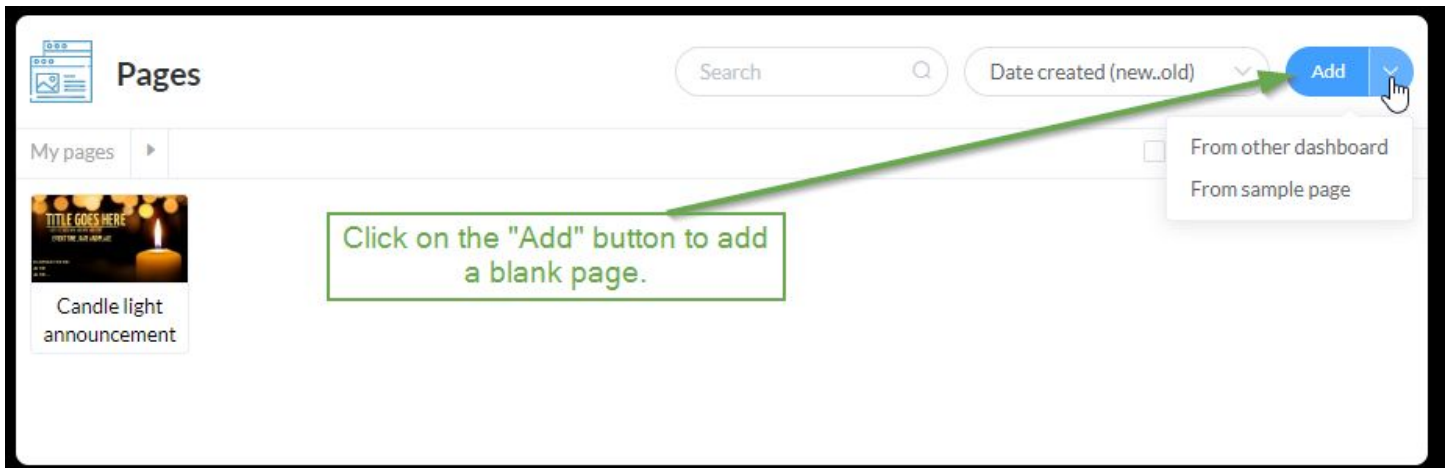 Pages
Search
Date created (new..old)
Add
My pages
From other dashboard
From sample page
TITLE GOES HERE
Click on the "Add" button to add
a blank page.
Candle light
announcement